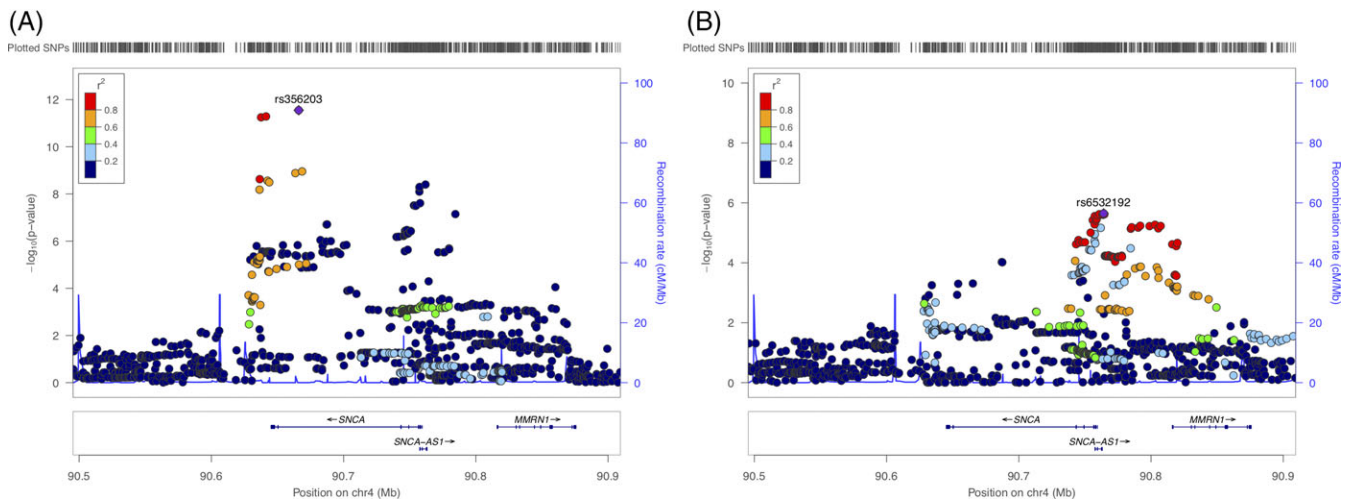 (A)
Plotted SNPs
r²
0.8
0.6
0.4
0.2
rs356203
12
10
8
6
4
2
0
−log10(p−value)
100
80
60
40
20
0
Recombination rate (cM/Mb)
←SNCA
MMRN1→
SNCA−AS1→
90.5 90.6 90.7 90.8 90.9
Position on chr4 (Mb)
(B)
Plotted SNPs
r²
0.8
0.6
0.4
0.2
rs6532192
10
8
6
4
2
0
−log10(p−value)
100
80
60
40
20
0
Recombination rate (cM/Mb)
←SNCA
MMRN1→
SNCA−AS1→
90.5 90.6 90.7 90.8 90.9
Position on chr4 (Mb)